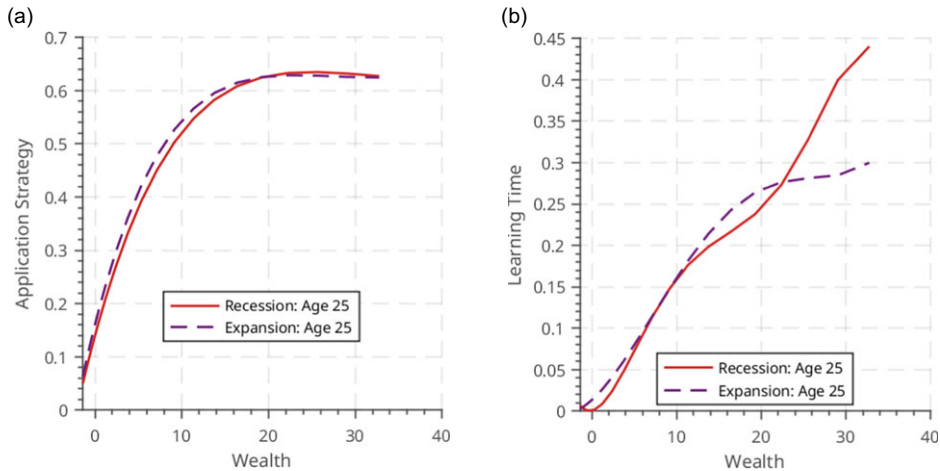 (a)
0.7
0.6
0.5
0.4
0.3
0.2
0.1
0
Application Strategy
Recession: Age 25
Expansion: Age 25
0 10 20 30 40
Wealth
(b)
0.45
0.4
0.35
0.3
0.25
0.2
0.15
0.1
0.05
0
Learning Time
Recession: Age 25
Expansion: Age 25
0 10 20 30 40
Wealth